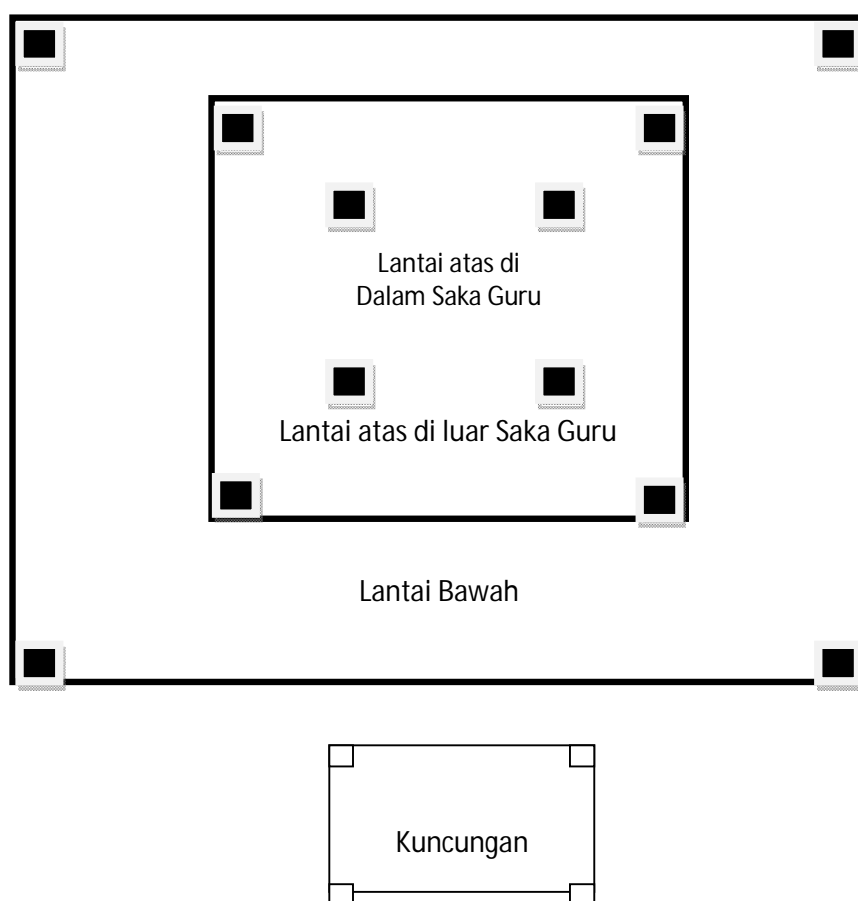 Lantai atas di
Dalam Saka Guru
Lantai atas di luar Saka Guru
Lantai Bawah
Kuncungan